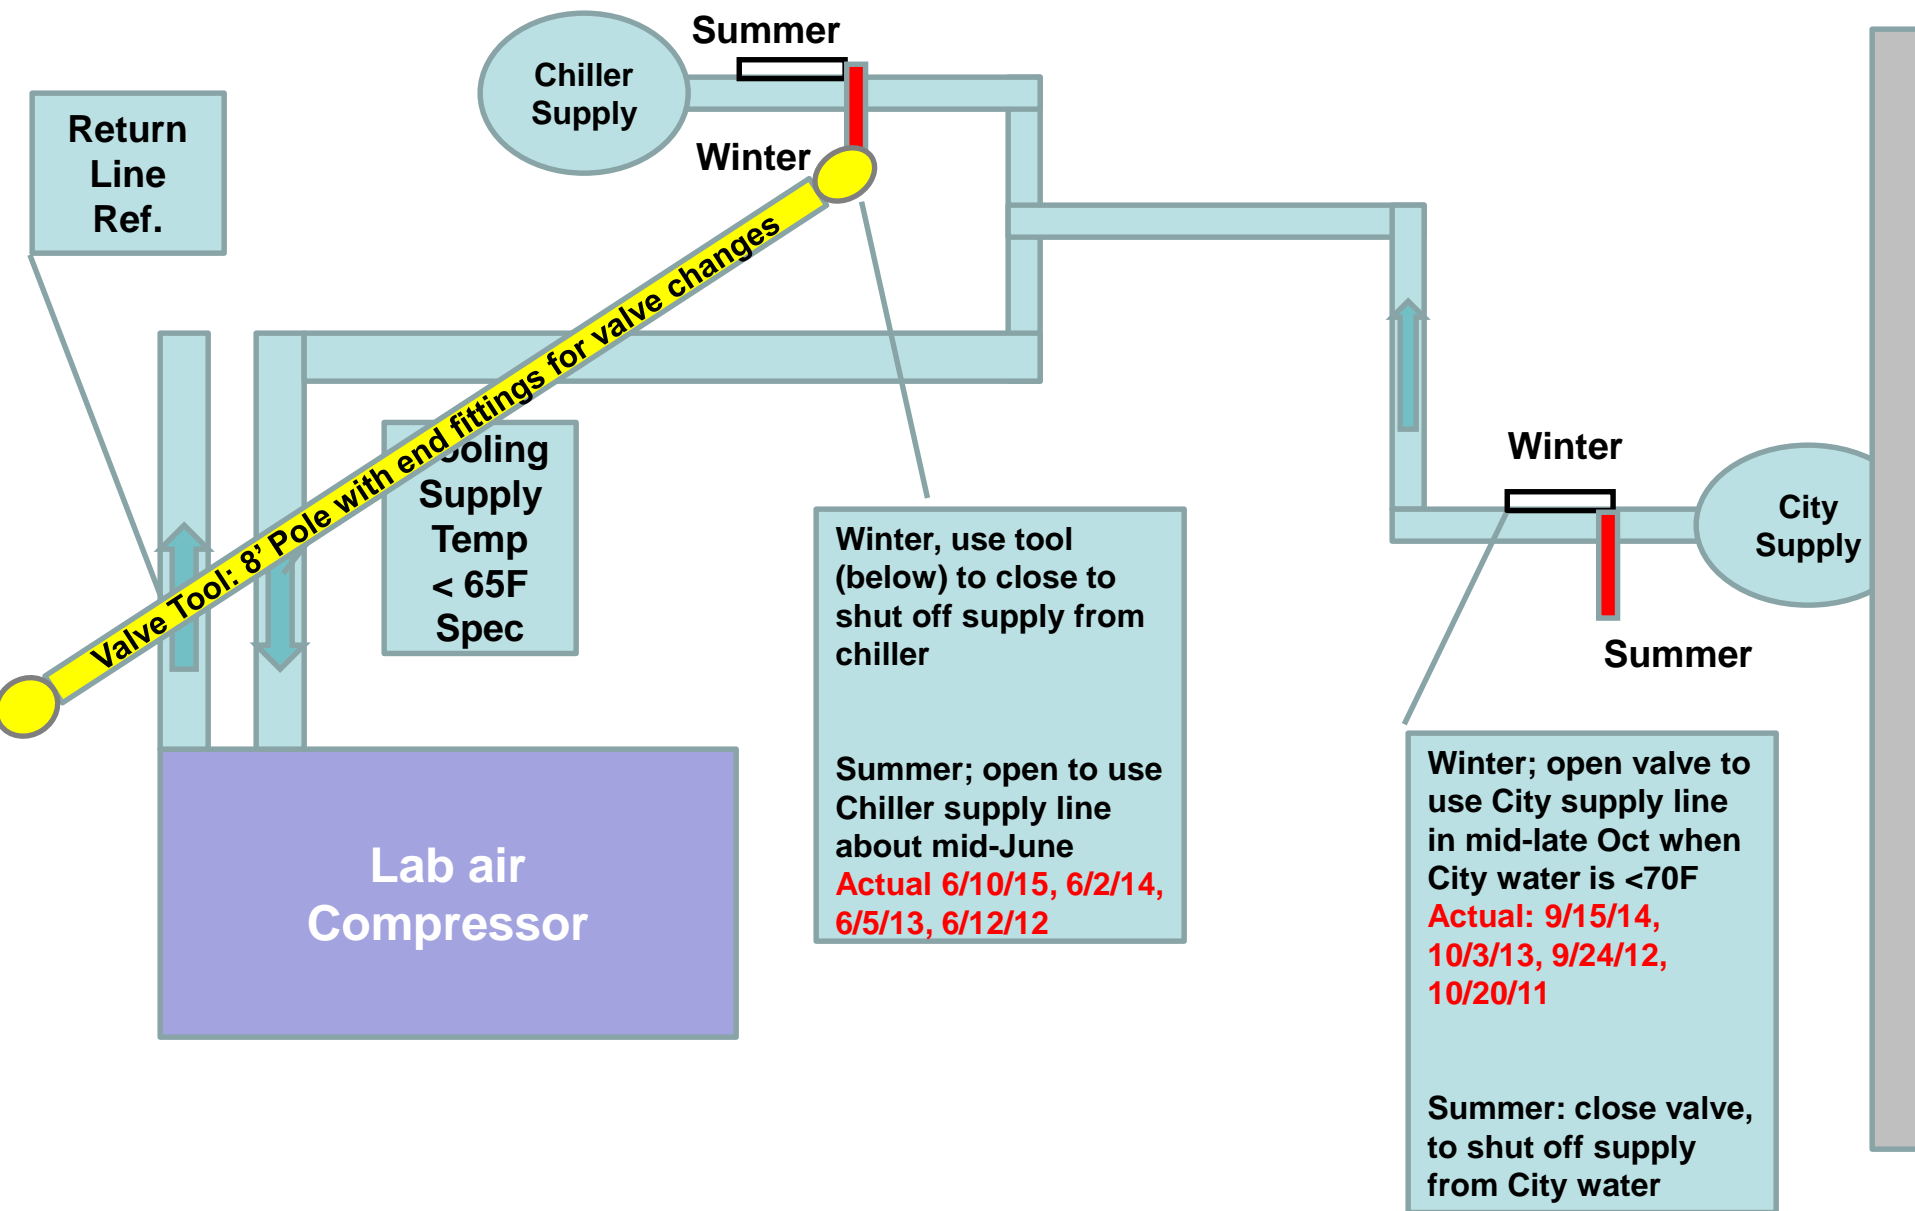 Summer
Chiller
Supply
Winter
Return
Line
Ref.
Valve Tool: 8’ Pole with end fittings for valve changes
ooling
Supply
Temp
< 65F
Spec
Winter, use tool
(below) to close to
shut off supply from
chiller
Summer; open to use
Chiller supply line
about mid-June
Actual 6/10/15, 6/2/14,
6/5/13, 6/12/12
Winter
City
Supply
Summer
Winter; open valve to
use City supply line
in mid-late Oct when
City water is <70F
Actual: 9/15/14,
10/3/13, 9/24/12,
10/20/11
Summer: close valve,
to shut off supply
from City water
Lab air
Compressor